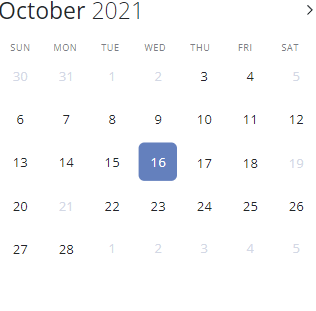 October 2021
SUN MON TUE WED THU FRI SAT
30 31 1 2 3 4 5
6 7 8 9 10 11 12
13 14 15 16 17 18 19
20 21 22 23 24 25 26
27 28 1 2 3 4 5